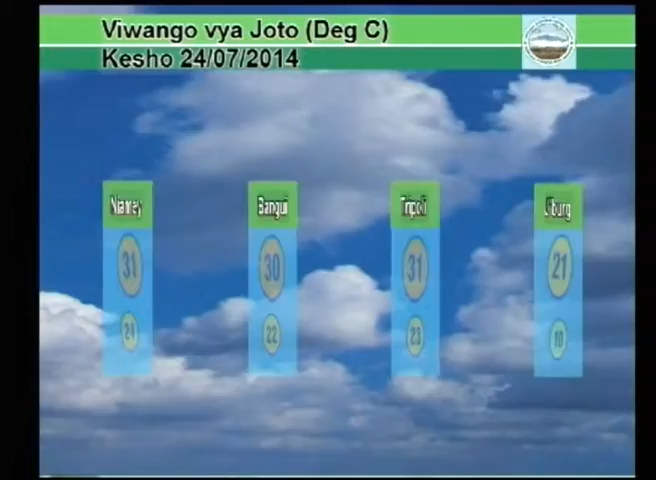 Viwango vya Joto (Deg C)
Kesho 24/07/2014
Niamey Bangui Tripoli J'burg
31 30 31 21
24 22 23 10